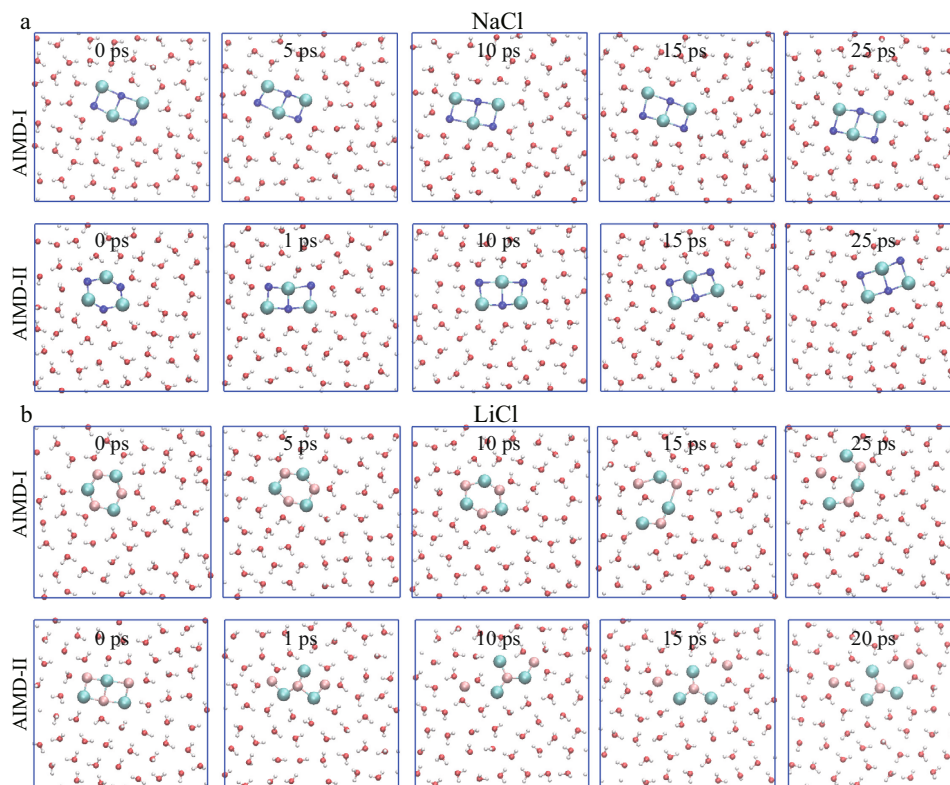 a NaCl
AIMD-I
0 ps 5 ps 10 ps 15 ps 25 ps
AIMD-II
0 ps 1 ps 10 ps 15 ps 25 ps
b LiCl
AIMD-I
0 ps 5 ps 10 ps 15 ps 25 ps
AIMD-II
0 ps 1 ps 10 ps 15 ps 20 ps